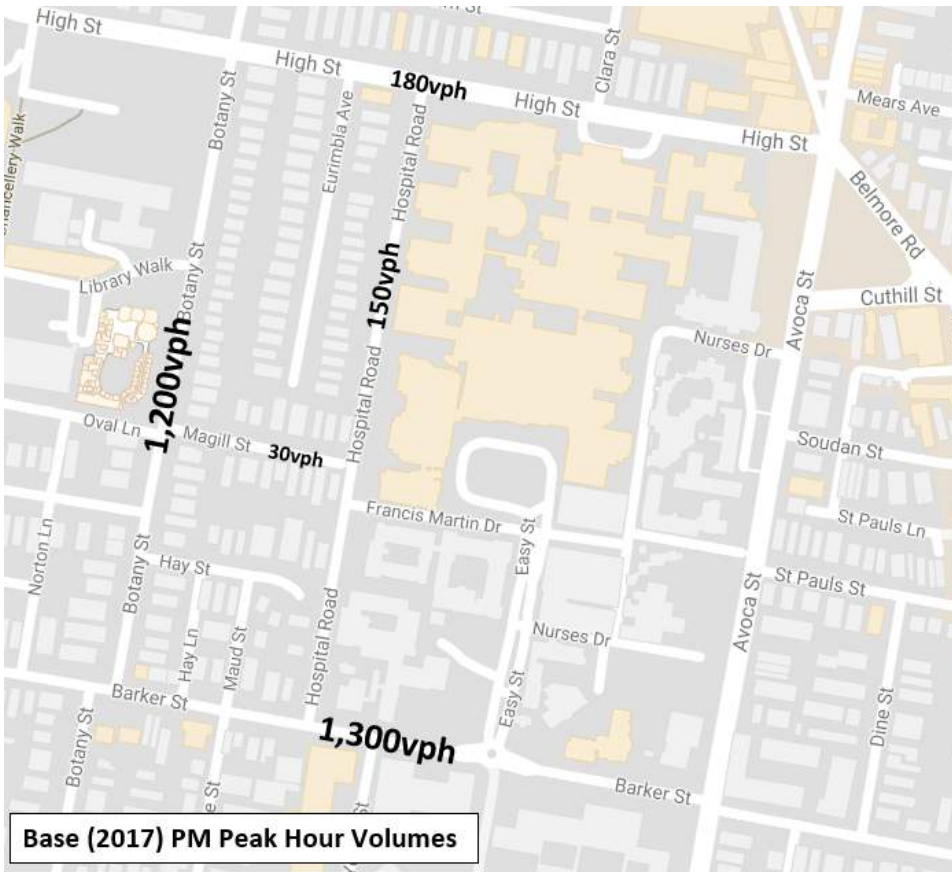 High St
High St
180vph
High St
High St
Clara St
Mears Ave
Belmore Rd
Botany St
Eurimbla Ave
Hospital Road
Chancellery Walk
Library Walk
Botany St
150vph
Avoca St
Cuthill St
Nurses Dr
1,200vph
Hospital Road
Oval Ln
Magill St
30vph
Soudan St
Francis Martin Dr
St Pauls Ln
Norton Ln
Botany St
Hay St
Easy St
Avoca St
St Pauls St
Hay Ln
Maud St
Hospital Road
Nurses Dr
Easy St
Dine St
Barker St
1,300vph
Botany St
Barker St
Base (2017) PM Peak Hour Volumes